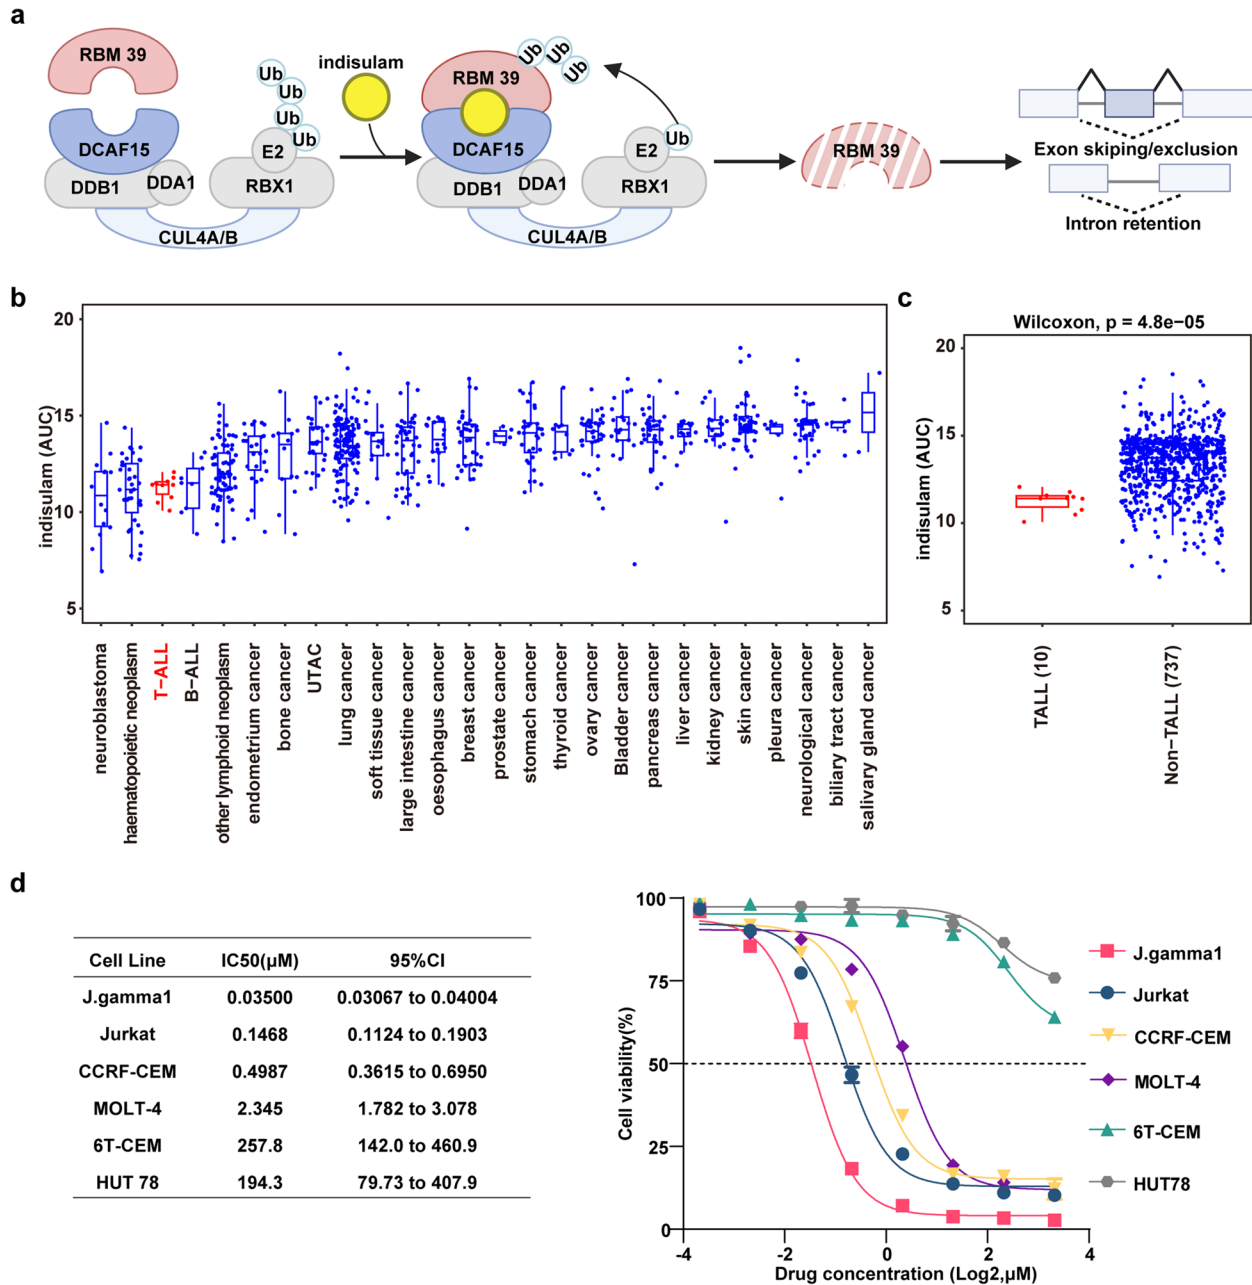 a
RBM 39
DCAF15
DDB1
DDA1
Ub
Ub
Ub
Ub
E2
RBX1
CUL4A/B
indisulam
Ub
Ub
Ub
RBM 39
DCAF15
DDB1
DDA1
Ub
E2
RBX1
CUL4A/B
RBM 39
Exon skiping/exclusion
Intron retention
b
indisulam (AUC)
20
15
10
5
neuroblastoma
haematopoietic neoplasm
T-ALL
B-ALL
other lymphoid neoplasm
endometrium cancer
bone cancer
UTAC
lung cancer
soft tissue cancer
large intestine cancer
oesophagus cancer
breast cancer
prostate cancer
stomach cancer
thyroid cancer
ovary cancer
Bladder cancer
pancreas cancer
liver cancer
kidney cancer
skin cancer
pleura cancer
neurological cancer
biliary tract cancer
salivary gland cancer
c
Wilcoxon, p = 4.8e-05
indisulam (AUC)
20
15
10
5
TALL (10)
Non-TALL (737)
d
Cell Line IC50(µM) 95%CI
J.gamma1 0.03500 0.03067 to 0.04004
Jurkat 0.1468 0.1124 to 0.1903
CCRF-CEM 0.4987 0.3615 to 0.6950
MOLT-4 2.345 1.782 to 3.078
6T-CEM 257.8 142.0 to 460.9
HUT 78 194.3 79.73 to 407.9
Cell viability(%)
100
75
50
25
0
-4 -2 0 2 4
Drug concentration (Log2,µM)
J.gamma1
Jurkat
CCRF-CEM
MOLT-4
6T-CEM
HUT78